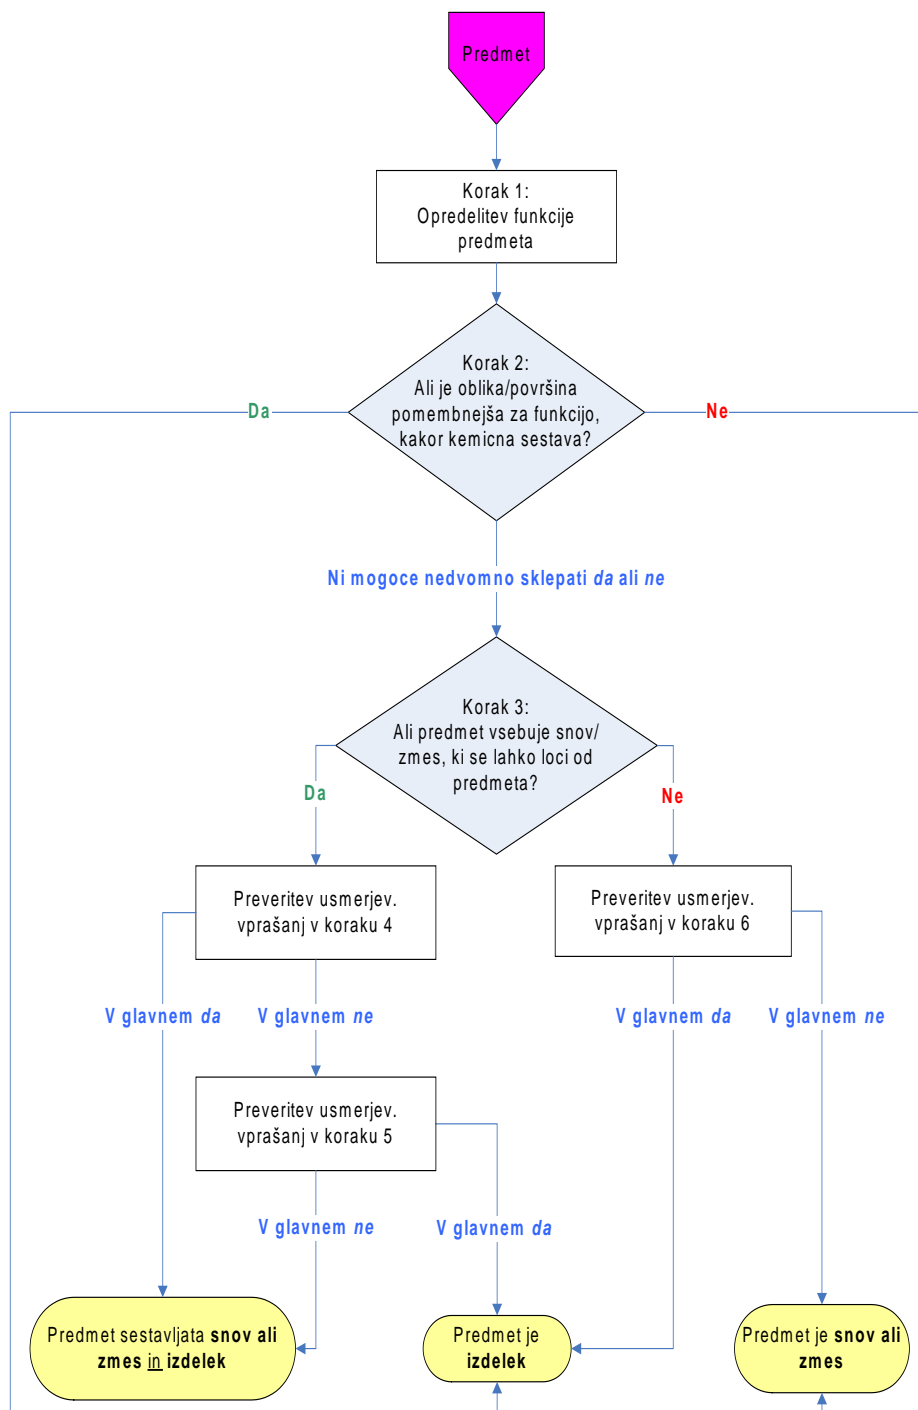 Predmet
Korak 1:
Opredelitev funkcije
predmeta
Korak 2:
Ali je oblika/površina
pomembnejša za funkcijo,
kakor kemicna sestava?
Da
Ne
Ni mogoce nedvomno sklepati da ali ne
Korak 3:
Ali predmet vsebuje snov/
zmes, ki se lahko loci od
predmeta?
Da
Ne
Preveritev usmerjev.
vprašanj v koraku 4
Preveritev usmerjev.
vprašanj v koraku 6
V glavnem da
V glavnem ne
V glavnem da
V glavnem ne
Preveritev usmerjev.
vprašanj v koraku 5
V glavnem ne
V glavnem da
Predmet sestavljata snov ali
zmes in izdelek
Predmet je
izdelek
Predmet je snov ali
zmes